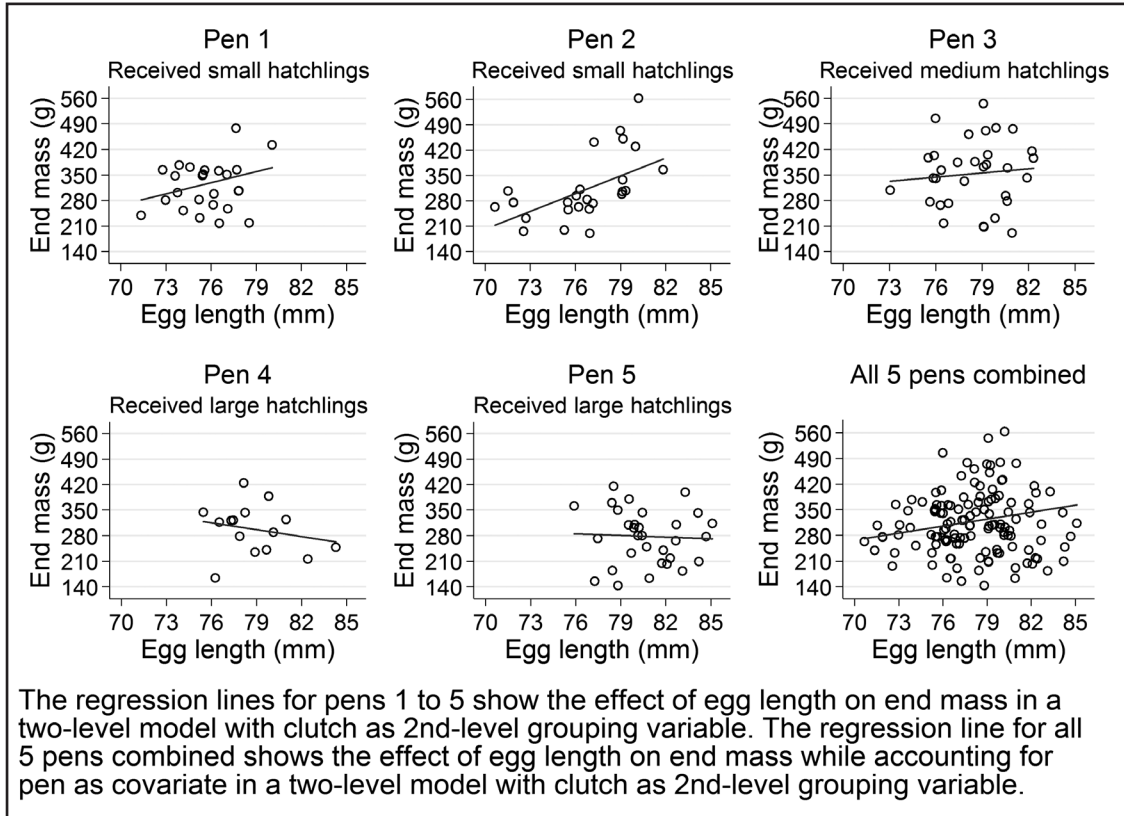 Pen 1
Received small hatchlings
End mass (g)
560
490
420
350
280
210
140
70 73 76 79 82 85
Egg length (mm)
Pen 2
Received small hatchlings
End mass (g)
560
490
420
350
280
210
140
70 73 76 79 82 85
Egg length (mm)
Pen 3
Received medium hatchlings
End mass (g)
560
490
420
350
280
210
140
70 73 76 79 82 85
Egg length (mm)
Pen 4
Received large hatchlings
End mass (g)
560
490
420
350
280
210
140
70 73 76 79 82 85
Egg length (mm)
Pen 5
Received large hatchlings
End mass (g)
560
490
420
350
280
210
140
70 73 76 79 82 85
Egg length (mm)
All 5 pens combined
End mass (g)
560
490
420
350
280
210
140
70 73 76 79 82 85
Egg length (mm)
The regression lines for pens 1 to 5 show the effect of egg length on end mass in a
two-level model with clutch as 2nd-level grouping variable. The regression line for all
5 pens combined shows the effect of egg length on end mass while accounting for
pen as covariate in a two-level model with clutch as 2nd-level grouping variable.